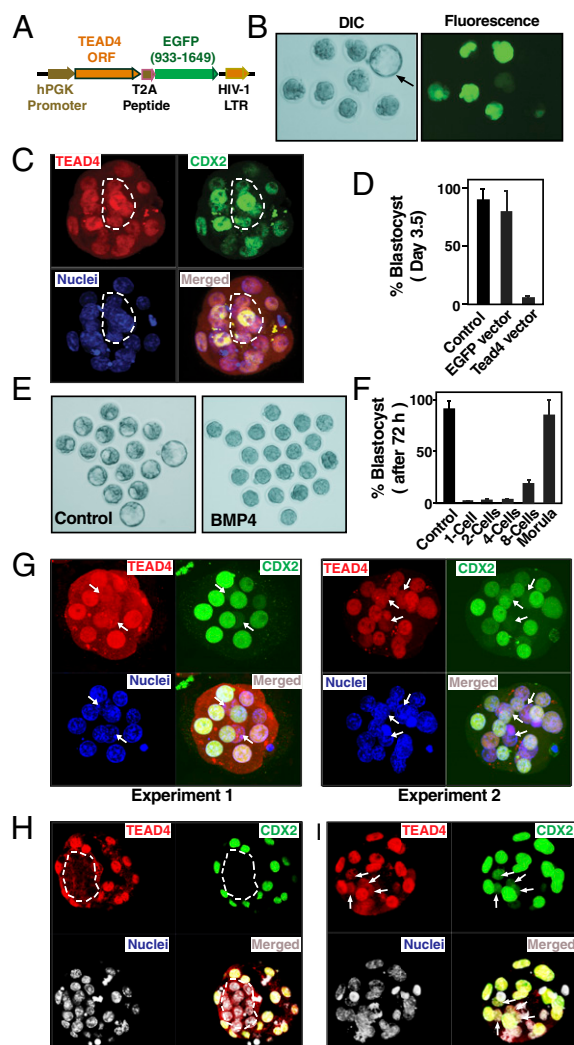 A
TEAD4 EGFP
ORF (933-1649)
hPGK T2A HIV-1
Promoter Peptide LTR
B
DIC Fluorescence
C
TEAD4 CDX2
Nuclei Merged
D
% Blastocyst
( Day 3.5)
100
50
0
Control
EGFP vector
Tead4 vector
E
Control BMP4
F
% Blastocyst
( after 72 h)
100
50
0
Control
1-Cell
2-Cells
4-Cells
8-Cells
Morula
G
TEAD4 CDX2 TEAD4 CDX2
Nuclei Merged Nuclei Merged
Experiment 1 Experiment 2
H
TEAD4 CDX2
Nuclei Merged
I
TEAD4 CDX2
Nuclei Merged